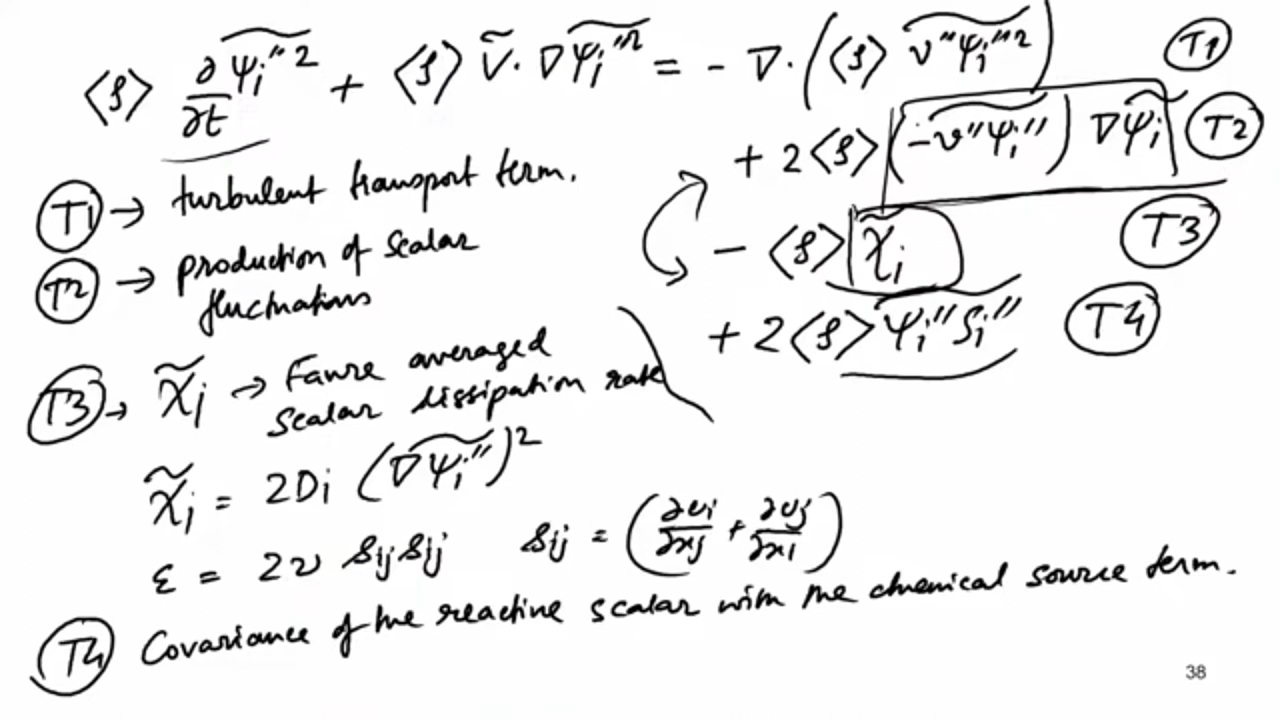 ⟨ρ⟩ ∂ψ̃ᵢ″²/∂t + ⟨ρ⟩ ṽ · ∇ψ̃ᵢ″² = - ∇ · (⟨ρ⟩ v″ψᵢ″²) T1
+ 2⟨ρ⟩ (-v″ψᵢ″) ∇ψ̃ᵢ T2
T1 → turbulent transport term.
- ⟨ρ⟩ χ̃ᵢ T3
T2 → production of scalar
fluctuations
+ 2⟨ρ⟩ ψᵢ″Sᵢ″ T4
T3 → χ̃ᵢ → Favre averaged
scalar dissipation rate
χ̃ᵢ = 2Dᵢ (∇ψᵢ″)²
ε = 2ν sᵢⱼsᵢⱼ sᵢⱼ = (∂vᵢ/∂xⱼ + ∂vⱼ/∂xᵢ)
T4 Covariance of the reactive scalar with the chemical source term.
38